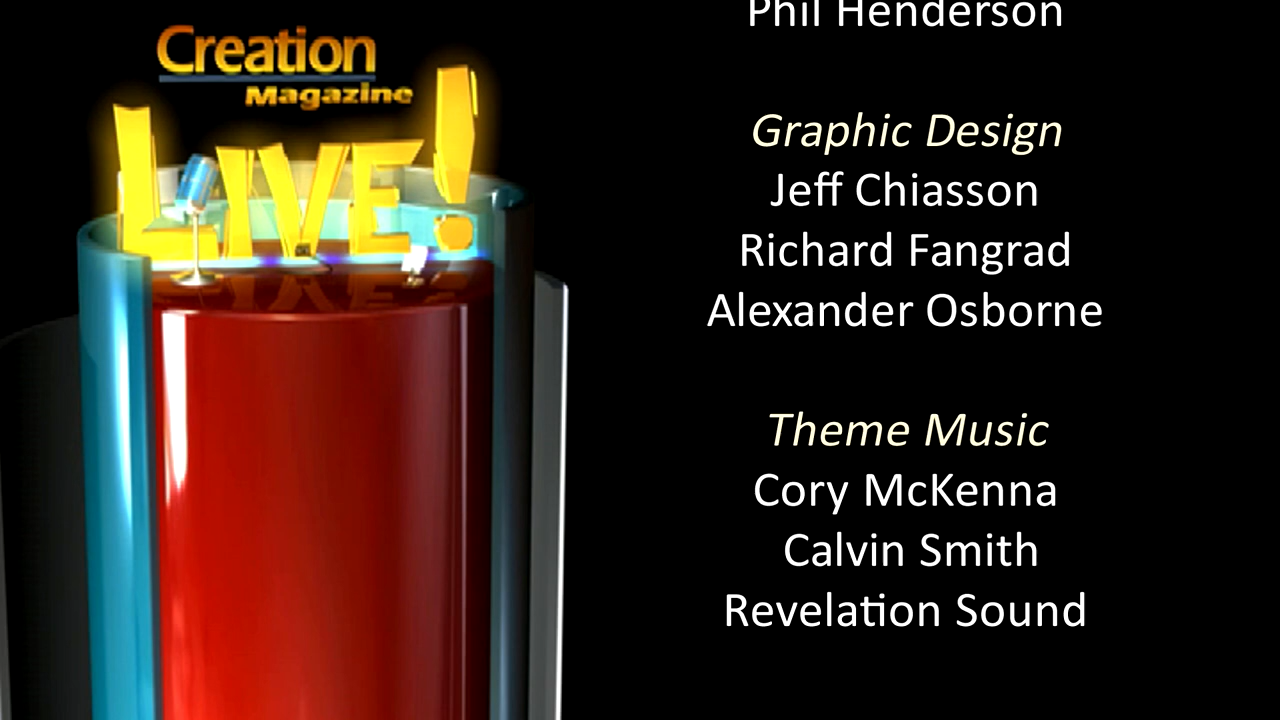 Creation
Magazine
LIVE!
Phil Henderson
Graphic Design
Jeff Chiasson
Richard Fangrad
Alexander Osborne
Theme Music
Cory McKenna
Calvin Smith
Revelation Sound